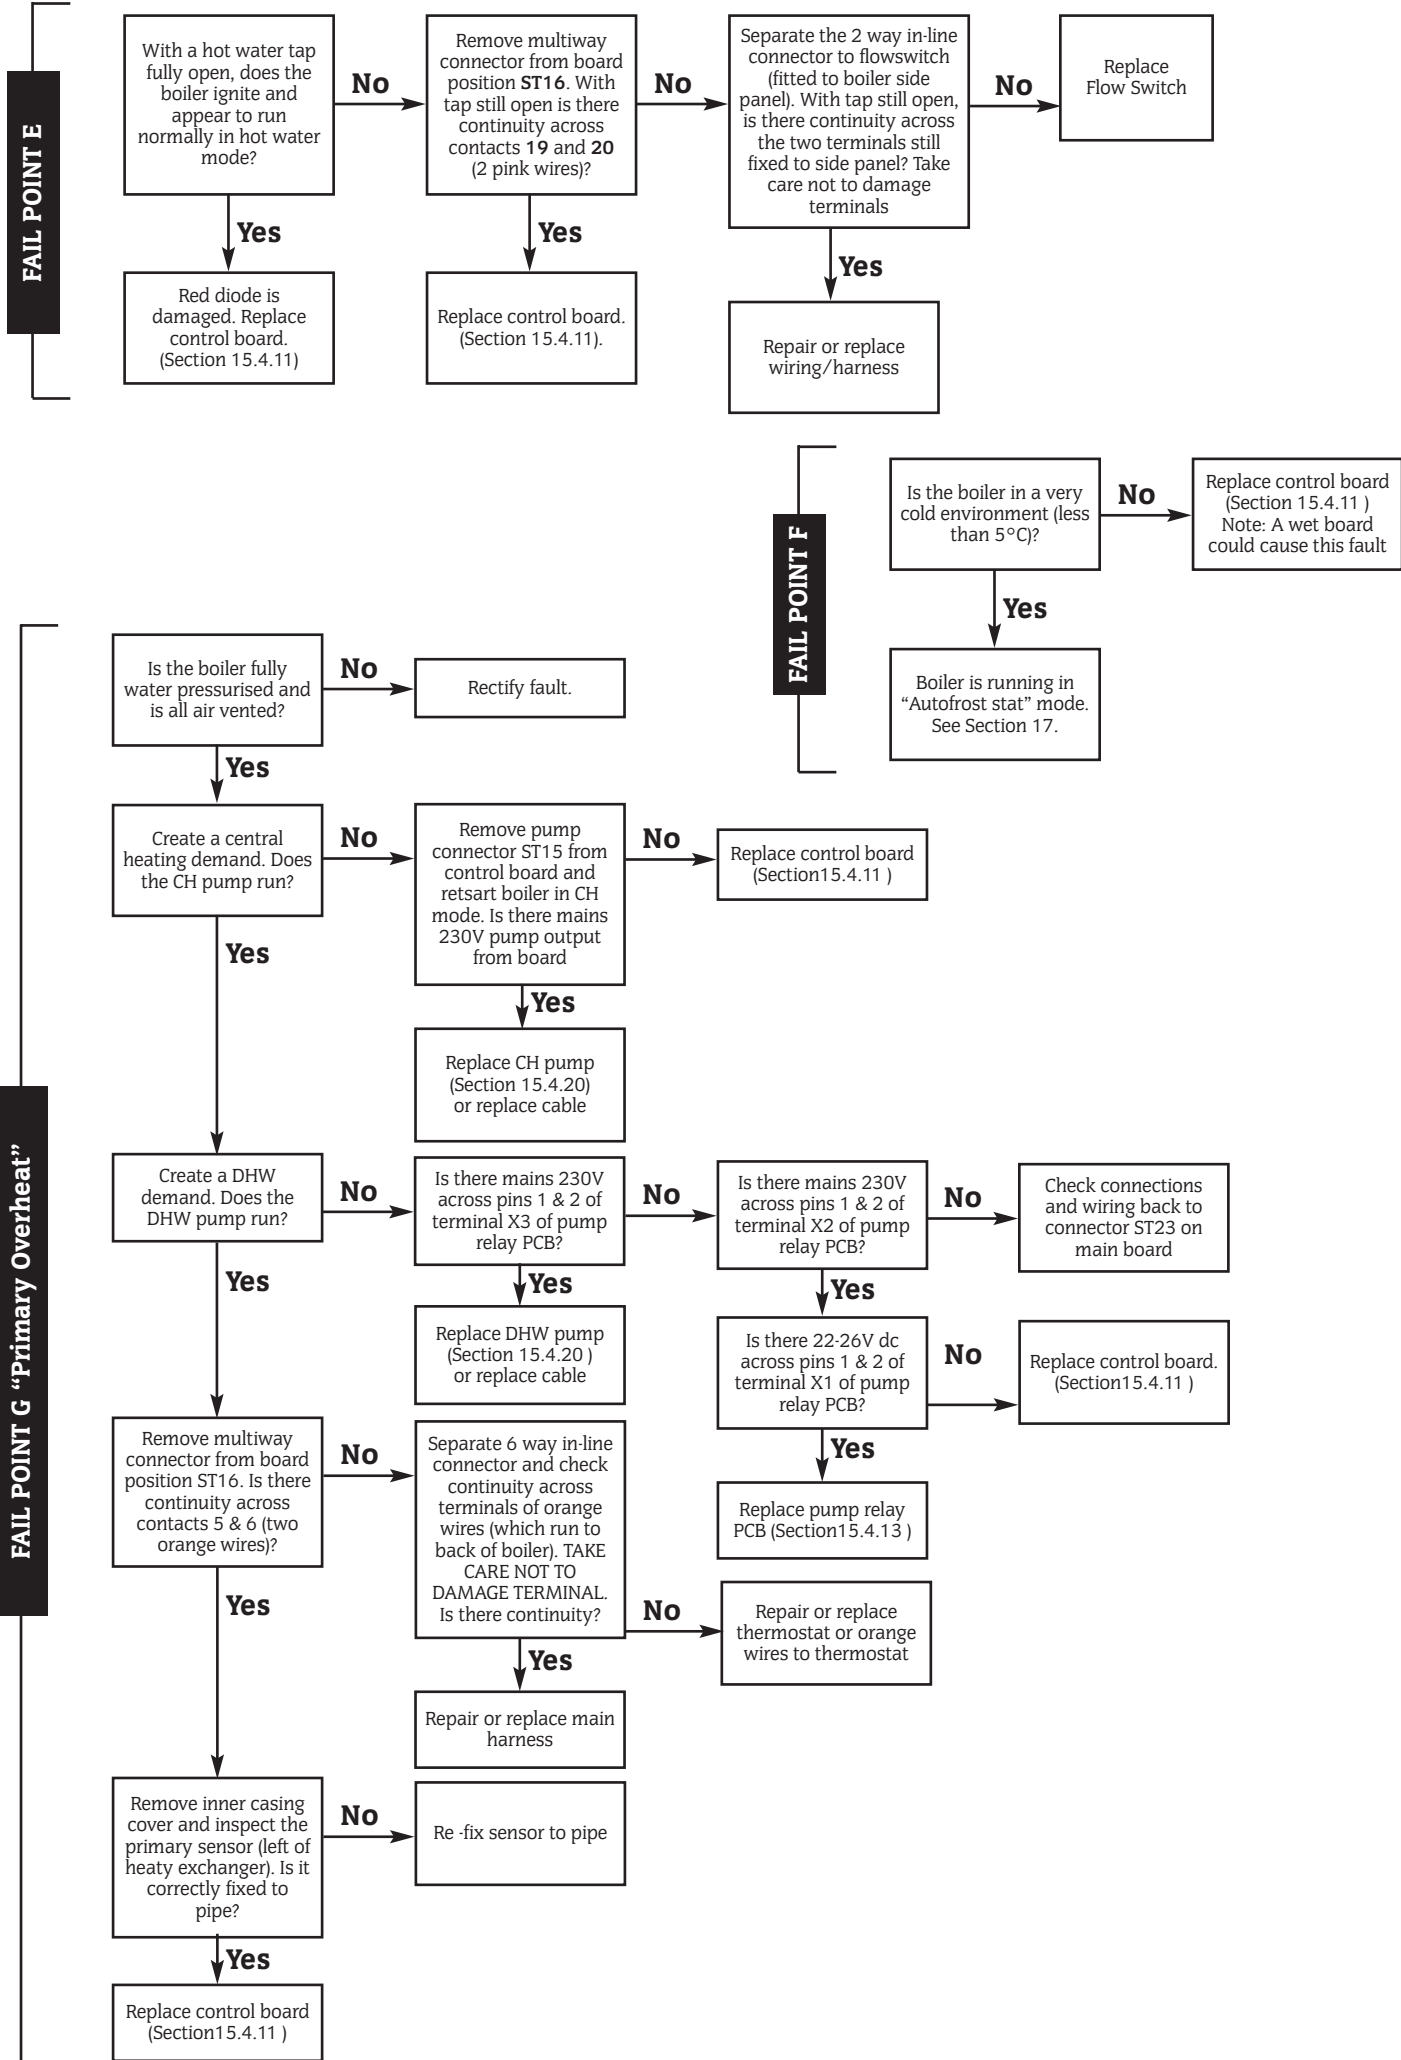 FAIL POINT E
With a hot water tap
fully open, does the
boiler ignite and
appear to run
normally in hot water
mode?
No
Remove multiway
connector from board
position ST16. With
tap still open is there
continuity across
contacts 19 and 20
(2 pink wires)?
No
Separate the 2 way in-line
connector to flowswitch
(fitted to boiler side
panel). With tap still open,
is there continuity across
the two terminals still
fixed to side panel? Take
care not to damage
terminals
No
Replace
Flow Switch
Yes
Yes
Yes
Red diode is
damaged. Replace
control board.
(Section 15.4.11)
Replace control board.
(Section 15.4.11).
Repair or replace
wiring/harness
FAIL POINT F
Is the boiler in a very
cold environment (less
than 5°C)?
No
Replace control board
(Section 15.4.11 )
Note: A wet board
could cause this fault
Yes
Boiler is running in
“Autofrost stat” mode.
See Section 17.
FAIL POINT G “Primary Overheat”
Is the boiler fully
water pressurised and
is all air vented?
No
Rectify fault.
Yes
Create a central
heating demand. Does
the CH pump run?
No
Remove pump
connector ST15 from
control board and
retsart boiler in CH
mode. Is there mains
230V pump output
from board
No
Replace control board
(Section15.4.11 )
Yes
Yes
Replace CH pump
(Section 15.4.20)
or replace cable
Create a DHW
demand. Does the
DHW pump run?
No
Is there mains 230V
across pins 1 & 2 of
terminal X3 of pump
relay PCB?
No
Is there mains 230V
across pins 1 & 2 of
terminal X2 of pump
relay PCB?
No
Check connections
and wiring back to
connector ST23 on
main board
Yes
Yes
Yes
Replace DHW pump
(Section 15.4.20 )
or replace cable
Is there 22-26V dc
across pins 1 & 2 of
terminal X1 of pump
relay PCB?
No
Replace control board.
(Section15.4.11 )
Yes
Replace pump relay
PCB (Section15.4.13 )
Remove multiway
connector from board
position ST16. Is there
continuity across
contacts 5 & 6 (two
orange wires)?
No
Separate 6 way in-line
connector and check
continuity across
terminals of orange
wires (which run to
back of boiler). TAKE
CARE NOT TO
DAMAGE TERMINAL.
Is there continuity?
No
Repair or replace
thermostat or orange
wires to thermostat
Yes
Yes
Repair or replace main
harness
Remove inner casing
cover and inspect the
primary sensor (left of
heaty exchanger). Is it
correctly fixed to
pipe?
No
Re -fix sensor to pipe
Yes
Replace control board
(Section15.4.11 )